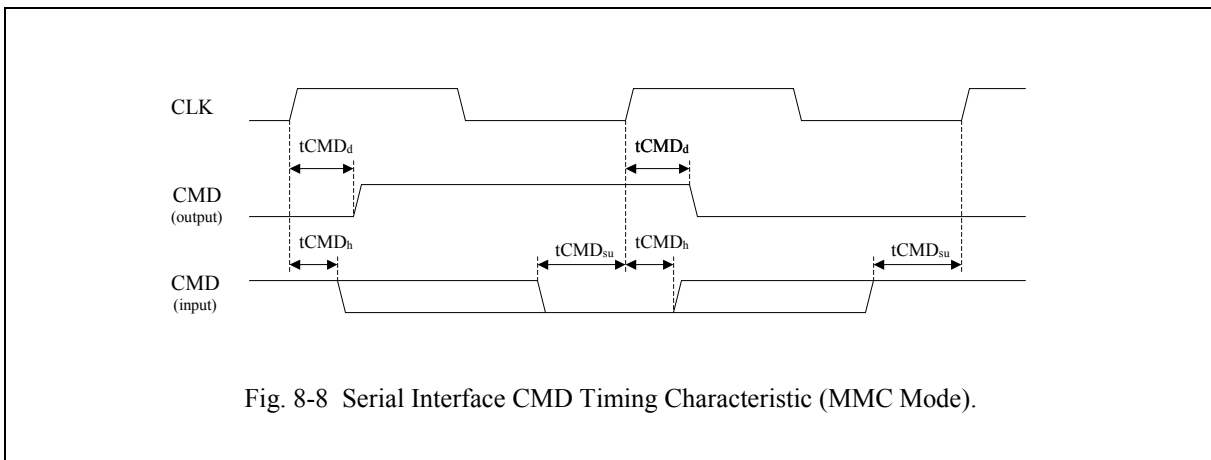 CLK
tCMDd tCMDd
CMD
(output)
tCMDh tCMDsu tCMDh tCMDsu
CMD
(input)
Fig. 8-8 Serial Interface CMD Timing Characteristic (MMC Mode).